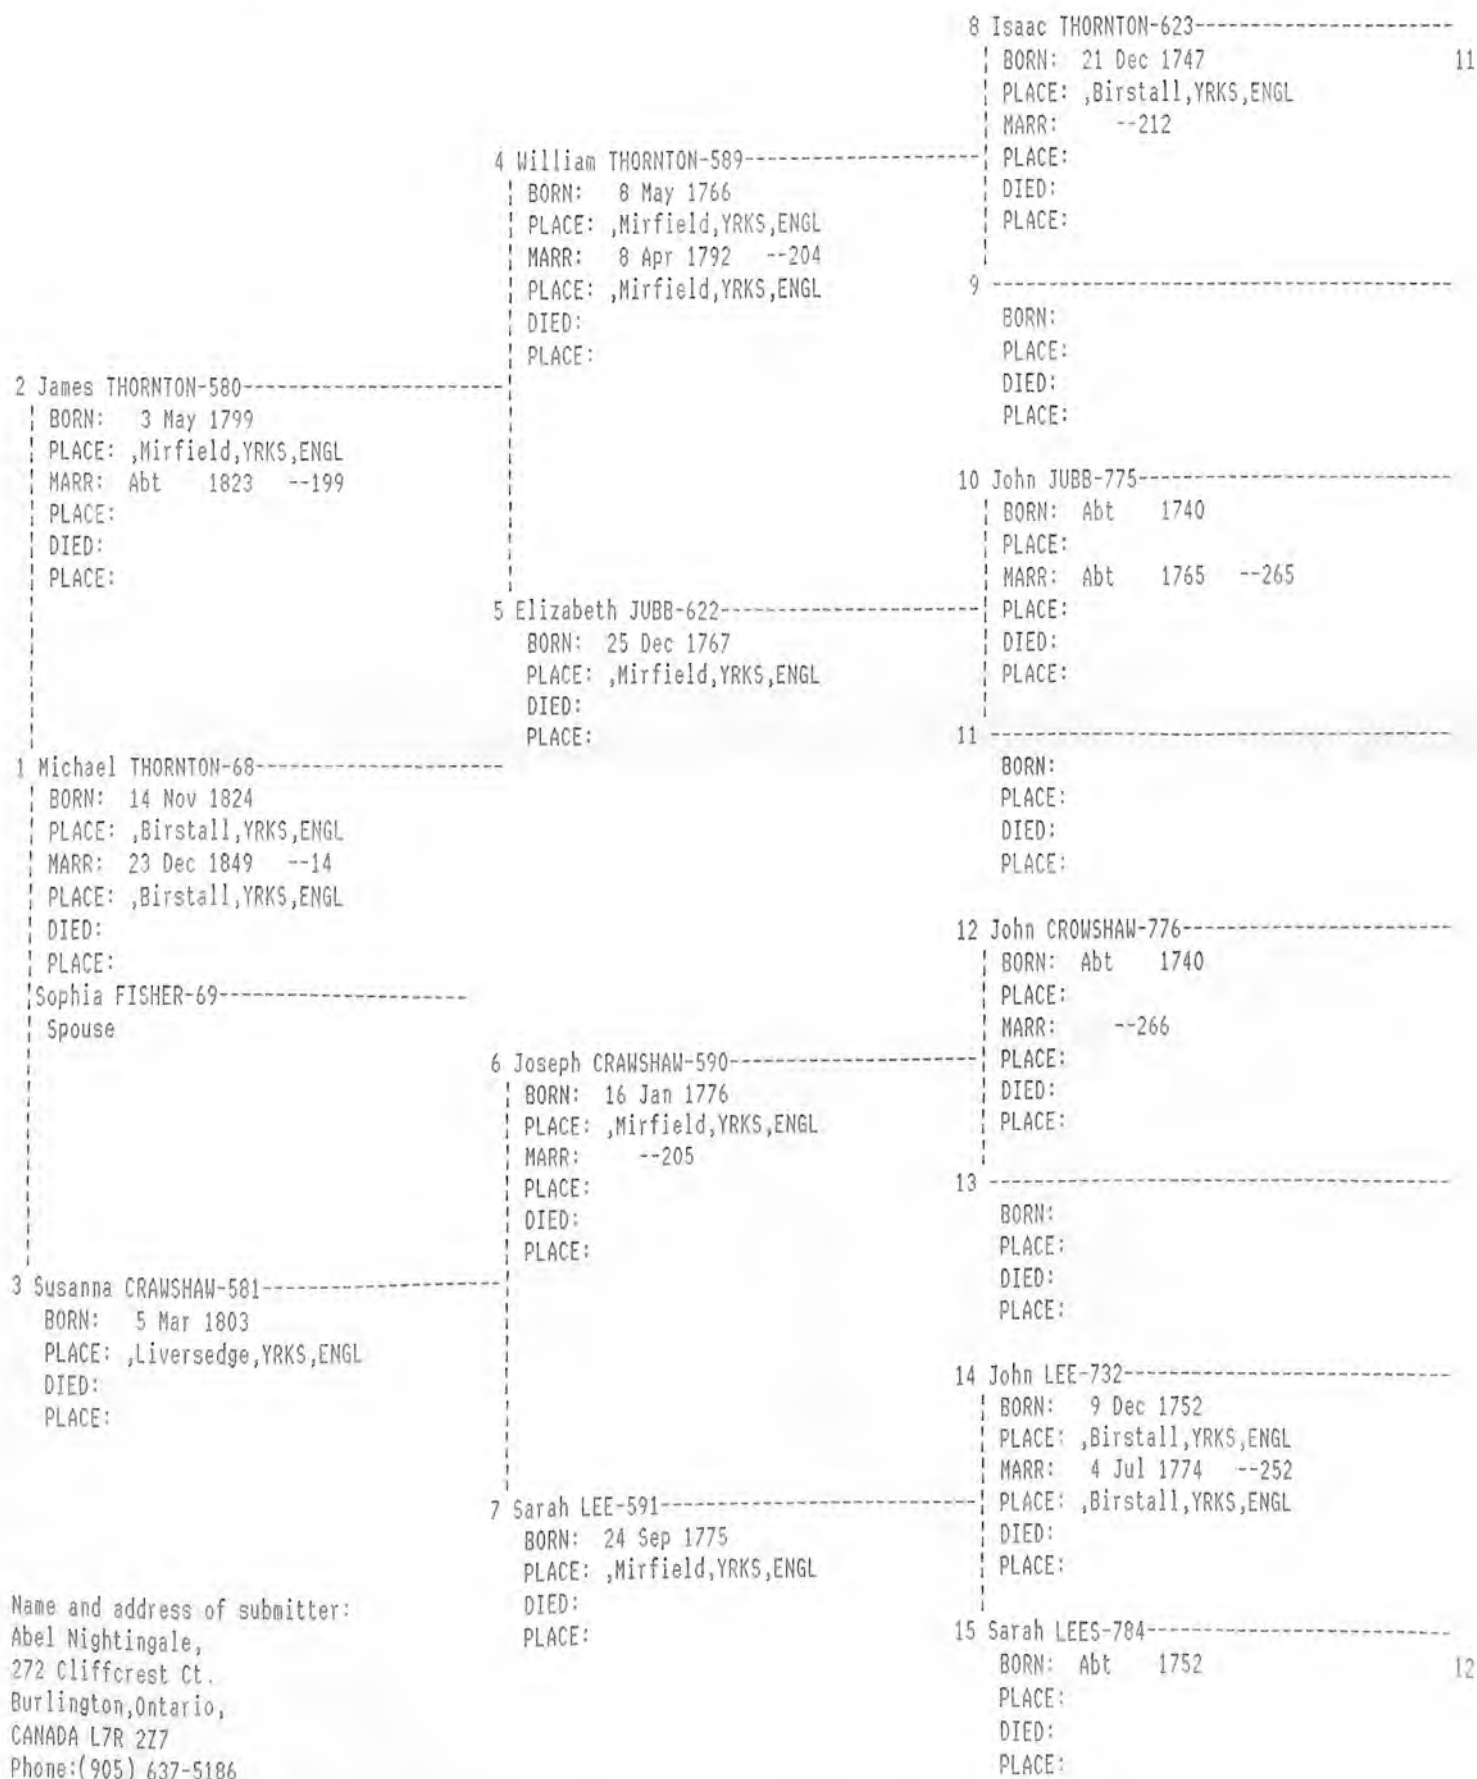 8 Isaac THORNTON-623
BORN: 21 Dec 1747 11
PLACE: ,Birstall,YRKS,ENGL
MARR: --212
PLACE:
DIED:
PLACE:
4 William THORNTON-589
BORN: 8 May 1766
PLACE: ,Mirfield,YRKS,ENGL
MARR: 8 Apr 1792 --204
PLACE: ,Mirfield,YRKS,ENGL
DIED:
PLACE:
9
BORN:
PLACE:
DIED:
PLACE:
2 James THORNTON-580
BORN: 3 May 1799
PLACE: ,Mirfield,YRKS,ENGL
MARR: Abt 1823 --199
PLACE:
DIED:
PLACE:
10 John JUBB-775
BORN: Abt 1740
PLACE:
MARR: Abt 1765 --265
PLACE:
DIED:
PLACE:
5 Elizabeth JUBB-622
BORN: 25 Dec 1767
PLACE: ,Mirfield,YRKS,ENGL
DIED:
PLACE:
11
BORN:
PLACE:
DIED:
PLACE:
1 Michael THORNTON-68
BORN: 14 Nov 1824
PLACE: ,Birstall,YRKS,ENGL
MARR: 23 Dec 1849 --14
PLACE: ,Birstall,YRKS,ENGL
DIED:
PLACE:
Sophia FISHER-69
Spouse
12 John CROWSHAW-776
BORN: Abt 1740
PLACE:
MARR: --266
PLACE:
DIED:
PLACE:
6 Joseph CRAWSHAW-590
BORN: 16 Jan 1776
PLACE: ,Mirfield,YRKS,ENGL
MARR: --205
PLACE:
DIED:
PLACE:
13
BORN:
PLACE:
DIED:
PLACE:
3 Susanna CRAWSHAW-581
BORN: 5 Mar 1803
PLACE: ,Liversedge,YRKS,ENGL
DIED:
PLACE:
14 John LEE-732
BORN: 9 Dec 1752
PLACE: ,Birstall,YRKS,ENGL
MARR: 4 Jul 1774 --252
PLACE: ,Birstall,YRKS,ENGL
DIED:
PLACE:
7 Sarah LEE-591
BORN: 24 Sep 1775
PLACE: ,Mirfield,YRKS,ENGL
DIED:
PLACE:
15 Sarah LEES-784
BORN: Abt 1752 12
PLACE:
DIED:
PLACE:
Name and address of submitter:
Abel Nightingale,
272 Cliffcrest Ct.
Burlington,Ontario,
CANADA L7R 2Z7
Phone:(905) 637-5186